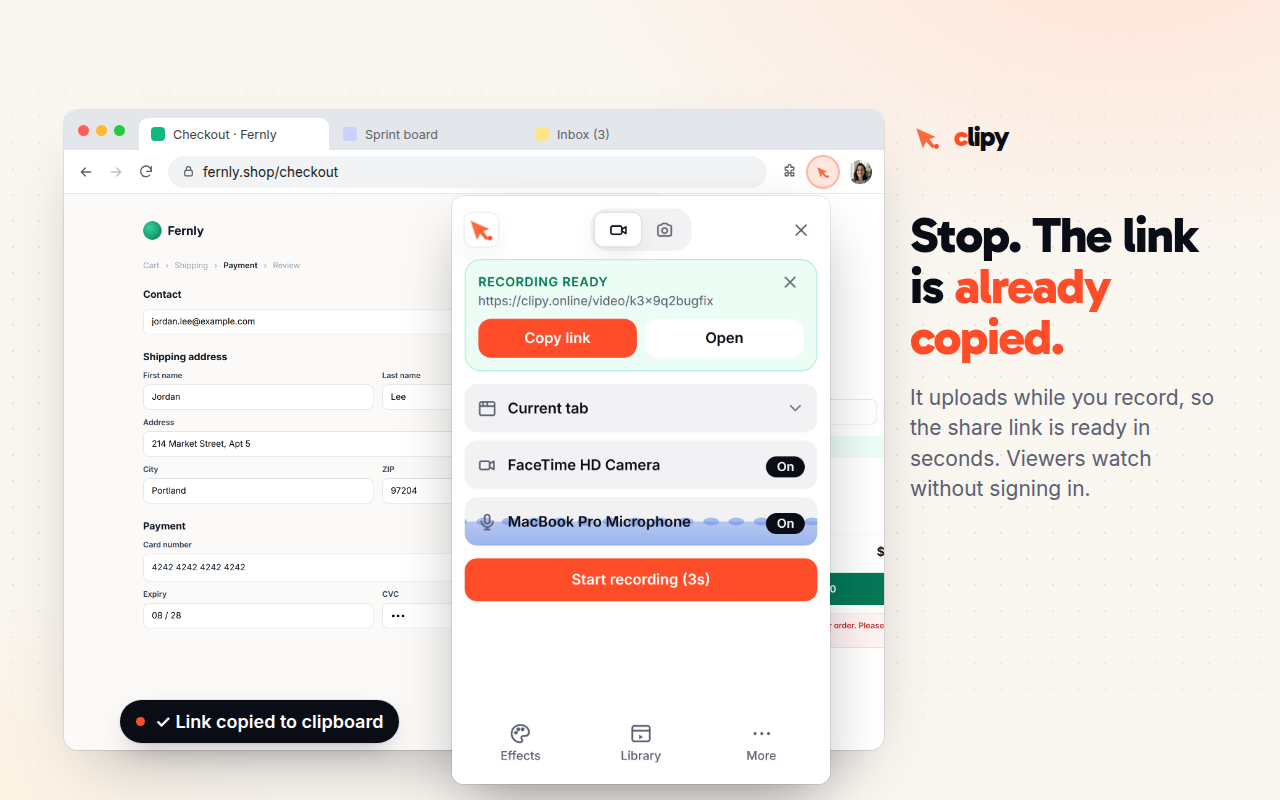 Checkout · Fernly
Sprint board
Inbox (3)
fernly.shop/checkout
clipy
Stop. The link
is already
copied.
It uploads while you record, so
the share link is ready in
seconds. Viewers watch
without signing in.
Fernly
Cart › Shipping › Payment › Review
Contact
jordan.lee@example.com
Shipping address
First name
Last name
Jordan
Lee
Address
214 Market Street, Apt 5
City
ZIP
Portland
97204
Payment
Card number
4242 4242 4242 4242
Expiry
CVC
08 / 28
•••
RECORDING READY
https://clipy.online/video/k3×9q2bugfix
Copy link
Open
Current tab
FaceTime HD Camera
On
MacBook Pro Microphone
On
Start recording (3s)
Effects
Library
More
$
0
r order. Please
✓ Link copied to clipboard